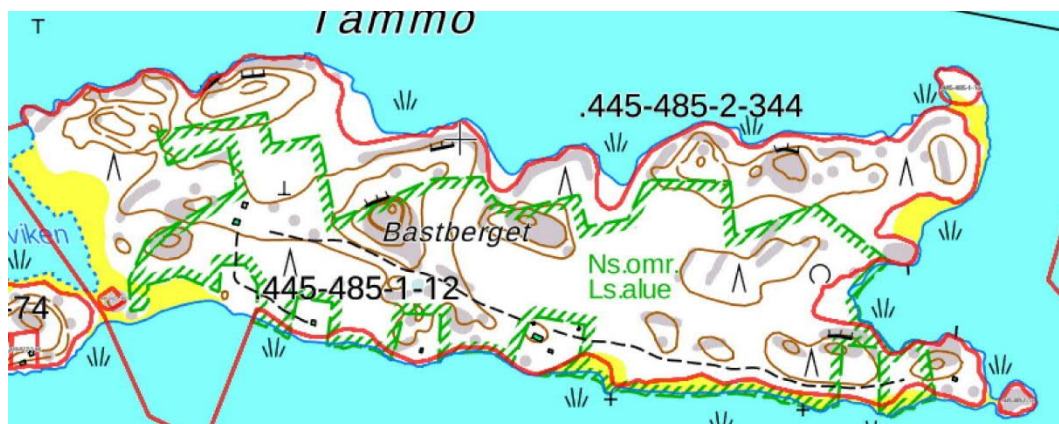 Tammo
.445-485-2-344
viken
Bastberget
Ns.omr.
Ls.alue
.445-485-1-12
-74